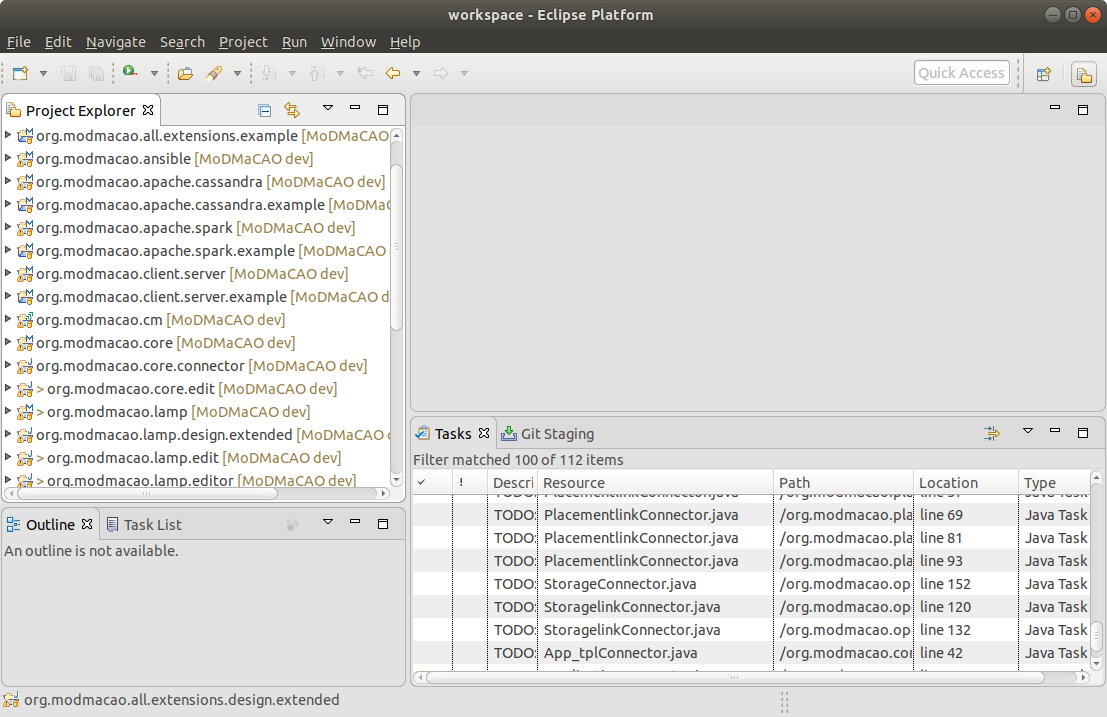 workspace - Eclipse Platform
File Edit Navigate Search Project Run Window Help
Quick Access
Project Explorer
org.modmacao.all.extensions.example [MoDMaCAO
org.modmacao.ansible [MoDMaCAO dev]
org.modmacao.apache.cassandra [MoDMaCAO dev]
org.modmacao.apache.cassandra.example [MoDMaC
org.modmacao.apache.spark [MoDMaCAO dev]
org.modmacao.apache.spark.example [MoDMaCAO
org.modmacao.client.server [MoDMaCAO dev]
org.modmacao.client.server.example [MoDMaCAO d
org.modmacao.cm [MoDMaCAO dev]
org.modmacao.core [MoDMaCAO dev]
org.modmacao.core.connector [MoDMaCAO dev]
> org.modmacao.core.edit [MoDMaCAO dev]
> org.modmacao.lamp [MoDMaCAO dev]
org.modmacao.lamp.design.extended [MoDMaCAO
> org.modmacao.lamp.edit [MoDMaCAO dev]
> org.modmacao.lamp.editor [MoDMaCAO dev]
Outline Task List
An outline is not available.
Tasks Git Staging
Filter matched 100 of 112 items
! Descri Resource Path Location Type
TODO: PlacementlinkConnector.java /org.modmacao.pla line 57 Java Task
TODO: PlacementlinkConnector.java /org.modmacao.pla line 69 Java Task
TODO: PlacementlinkConnector.java /org.modmacao.pla line 81 Java Task
TODO: PlacementlinkConnector.java /org.modmacao.pla line 93 Java Task
TODO: StorageConnector.java /org.modmacao.op line 152 Java Task
TODO: StoragelinkConnector.java /org.modmacao.op line 120 Java Task
TODO: StoragelinkConnector.java /org.modmacao.op line 132 Java Task
TODO: App_tplConnector.java /org.modmacao.cor line 42 Java Task
org.modmacao.all.extensions.design.extended